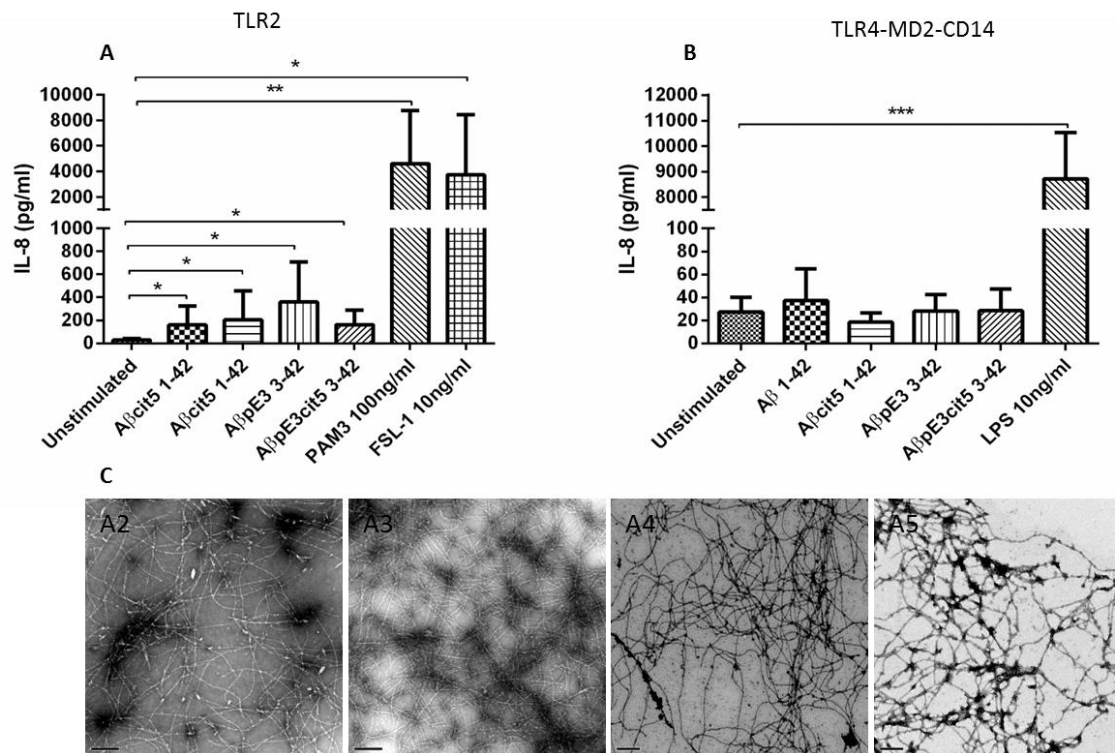 TLR2
A
*
**
10000
8000
6000
4000
2000
1000
800
600
400
200
0
IL-8 (pg/ml)
*
*
*
*
Unstimulated
Aβcit5 1-42
Aβcit5 1-42
AβpE3 3-42
AβpE3cit5 3-42
PAM3 100ng/ml
FSL-1 10ng/ml
TLR4-MD2-CD14
B
***
12000
11000
10000
9000
8000
100
80
60
40
20
0
IL-8 (pg/ml)
Unstimulated
Aβ 1-42
Aβcit5 1-42
AβpE3 3-42
AβpE3cit5 3-42
LPS 10ng/ml
C
A2
A3
A4
A5